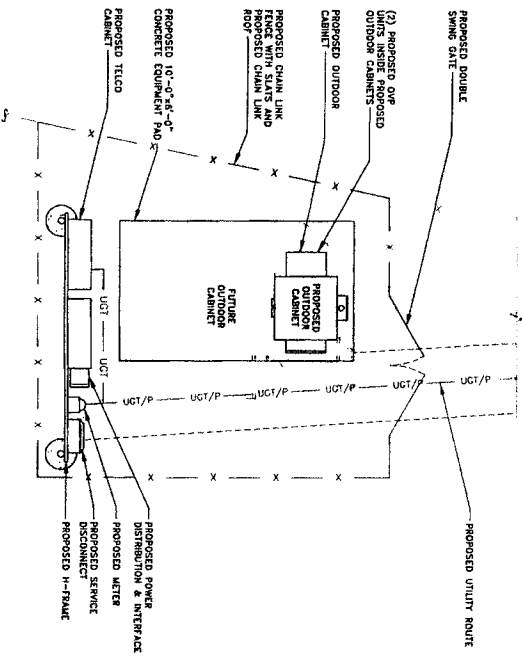 PROPOSED DOUBLE
SWING GATE
(2) PROPOSED OVP
UNITS INSIDE PROPOSED
OUTDOOR CABINETS
PROPOSED OUTDOOR
CABINET
PROPOSED CHAIN LINK
FENCE WITH SLATS AND
PROPOSED CHAIN LINK
ROOF
PROPOSED 10'-0"x6'-0"
CONCRETE EQUIPMENT PAD
PROPOSED TELCO
CABINET
PROPOSED
OUTDOOR
CABINET
FUTURE
OUTDOOR
CABINET
UGT
UGT
UGT/P
UGT/P
UGT/P
UGT/P
PROPOSED UTILITY ROUTE
PROPOSED POWER
DISTRIBUTION & INTERFACE
PROPOSED METER
PROPOSED SERVICE
DISCONNECT
PROPOSED H-FRAME